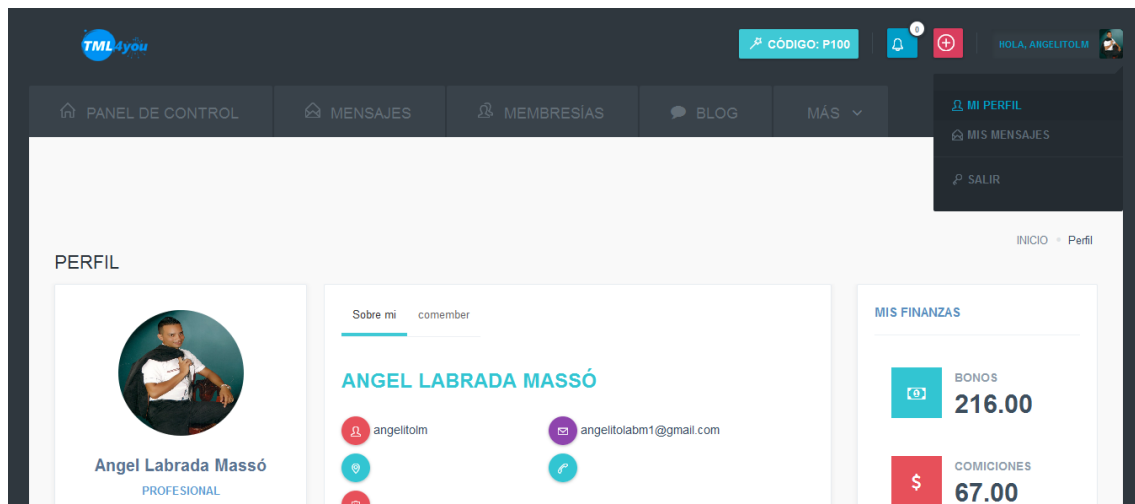 TML4you
CÓDIGO: P100
0
HOLA, ANGELITOLM
PANEL DE CONTROL
MENSAJES
MEMBRESÍAS
BLOG
MÁS
MI PERFIL
MIS MENSAJES
SALIR
INICIO Perfil
PERFIL
Angel Labrada Massó
PROFESIONAL
Sobre mi comember
ANGEL LABRADA MASSÓ
angelitolm
angelitolabm1@gmail.com
MIS FINANZAS
BONOS
216.00
$
COMICIONES
67.00